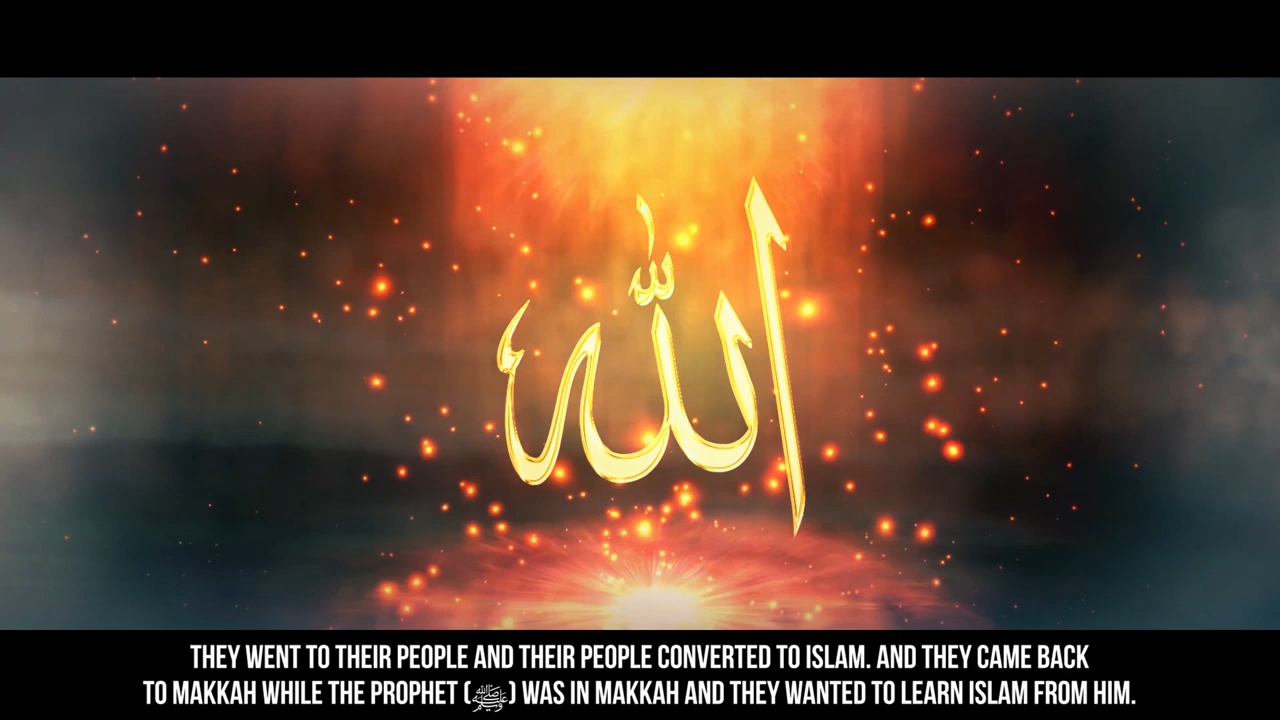 الله
THEY WENT TO THEIR PEOPLE AND THEIR PEOPLE CONVERTED TO ISLAM. AND THEY CAME BACK
TO MAKKAH WHILE THE PROPHET (ﷺ) WAS IN MAKKAH AND THEY WANTED TO LEARN ISLAM FROM HIM.